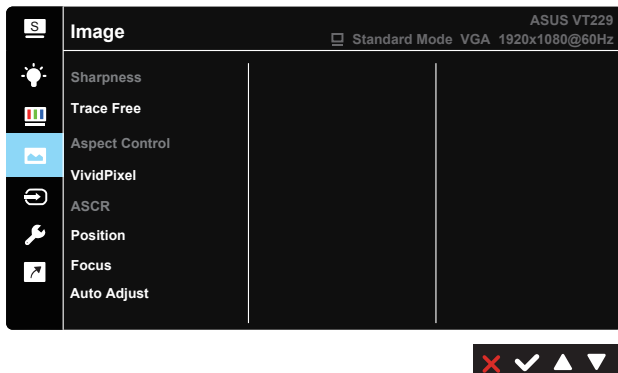 S
Image
ASUS VT229
Standard Mode VGA 1920x1080@60Hz
Sharpness
Trace Free
Aspect Control
VividPixel
ASCR
Position
Focus
Auto Adjust